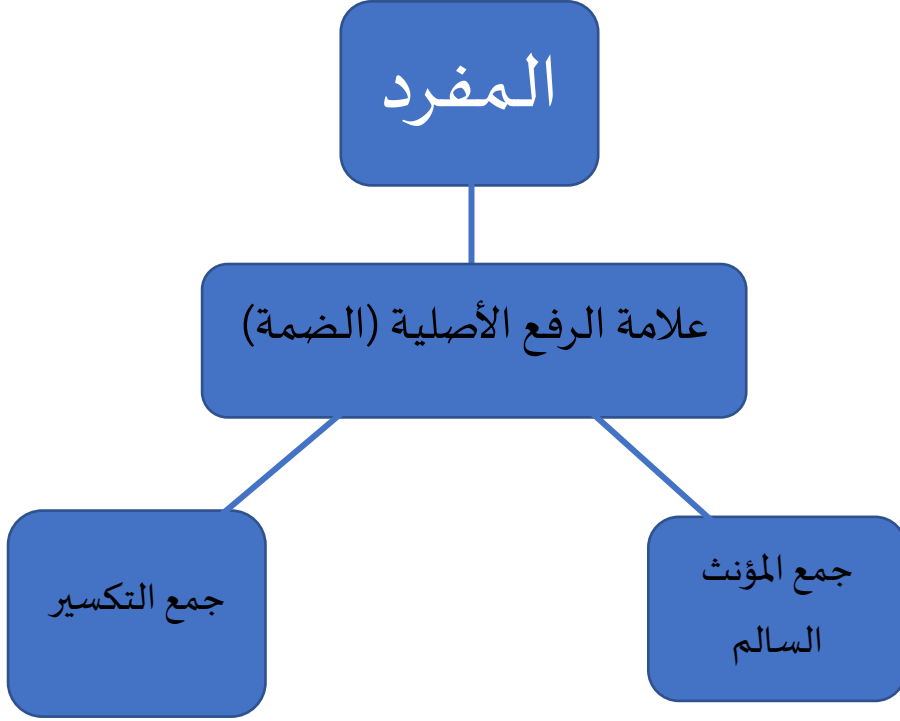 المفرد
علامة الرفع الأصلية (الضمة)
جمع المؤنث
السالم
جمع التكسير